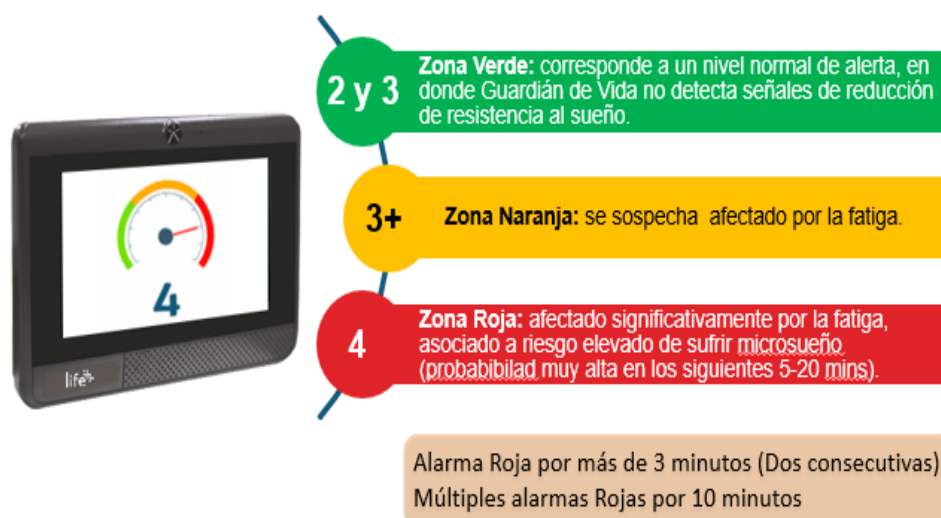 2 y 3
Zona Verde: corresponde a un nivel normal de alerta, en
donde Guardián de Vida no detecta señales de reducción
de resistencia al sueño.
3+
Zona Naranja: se sospecha afectado por la fatiga.
4
Zona Roja: afectado significativamente por la fatiga,
asociado a riesgo elevado de sufrir microsueño
(probabibilad muy alta en los siguientes 5-20 mins).
4
life
Alarma Roja por más de 3 minutos (Dos consecutivas)
Múltiples alarmas Rojas por 10 minutos